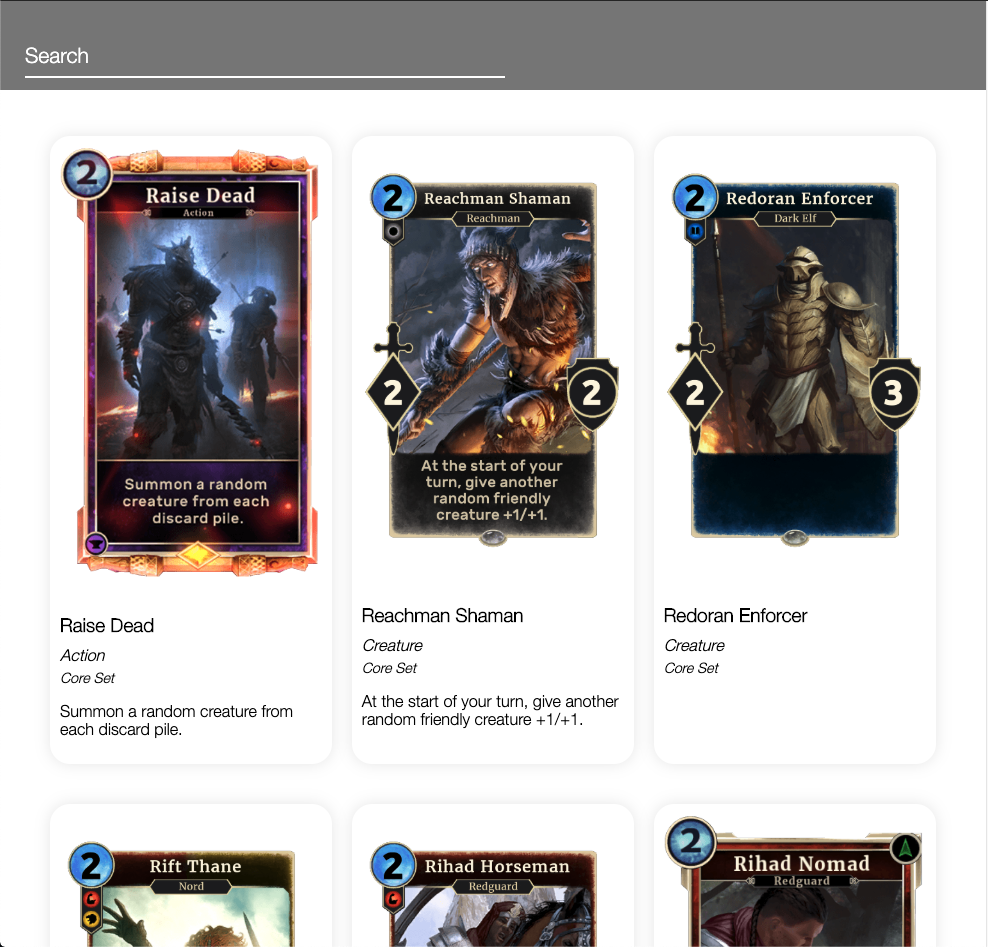 Search
2
Raise Dead
Action
Summon a random
creature from each
discard pile.
Raise Dead
Action
Core Set
Summon a random creature from
each discard pile.
2
Reachman Shaman
Reachman
2
2
At the start of your
turn, give another
random friendly
creature +1/+1.
Reachman Shaman
Creature
Core Set
At the start of your turn, give another
random friendly creature +1/+1.
2
Redoran Enforcer
Dark Elf
2
3
Redoran Enforcer
Creature
Core Set
2
Rift Thane
Nord
2
Rihad Horseman
Redguard
2
Rihad Nomad
Redguard